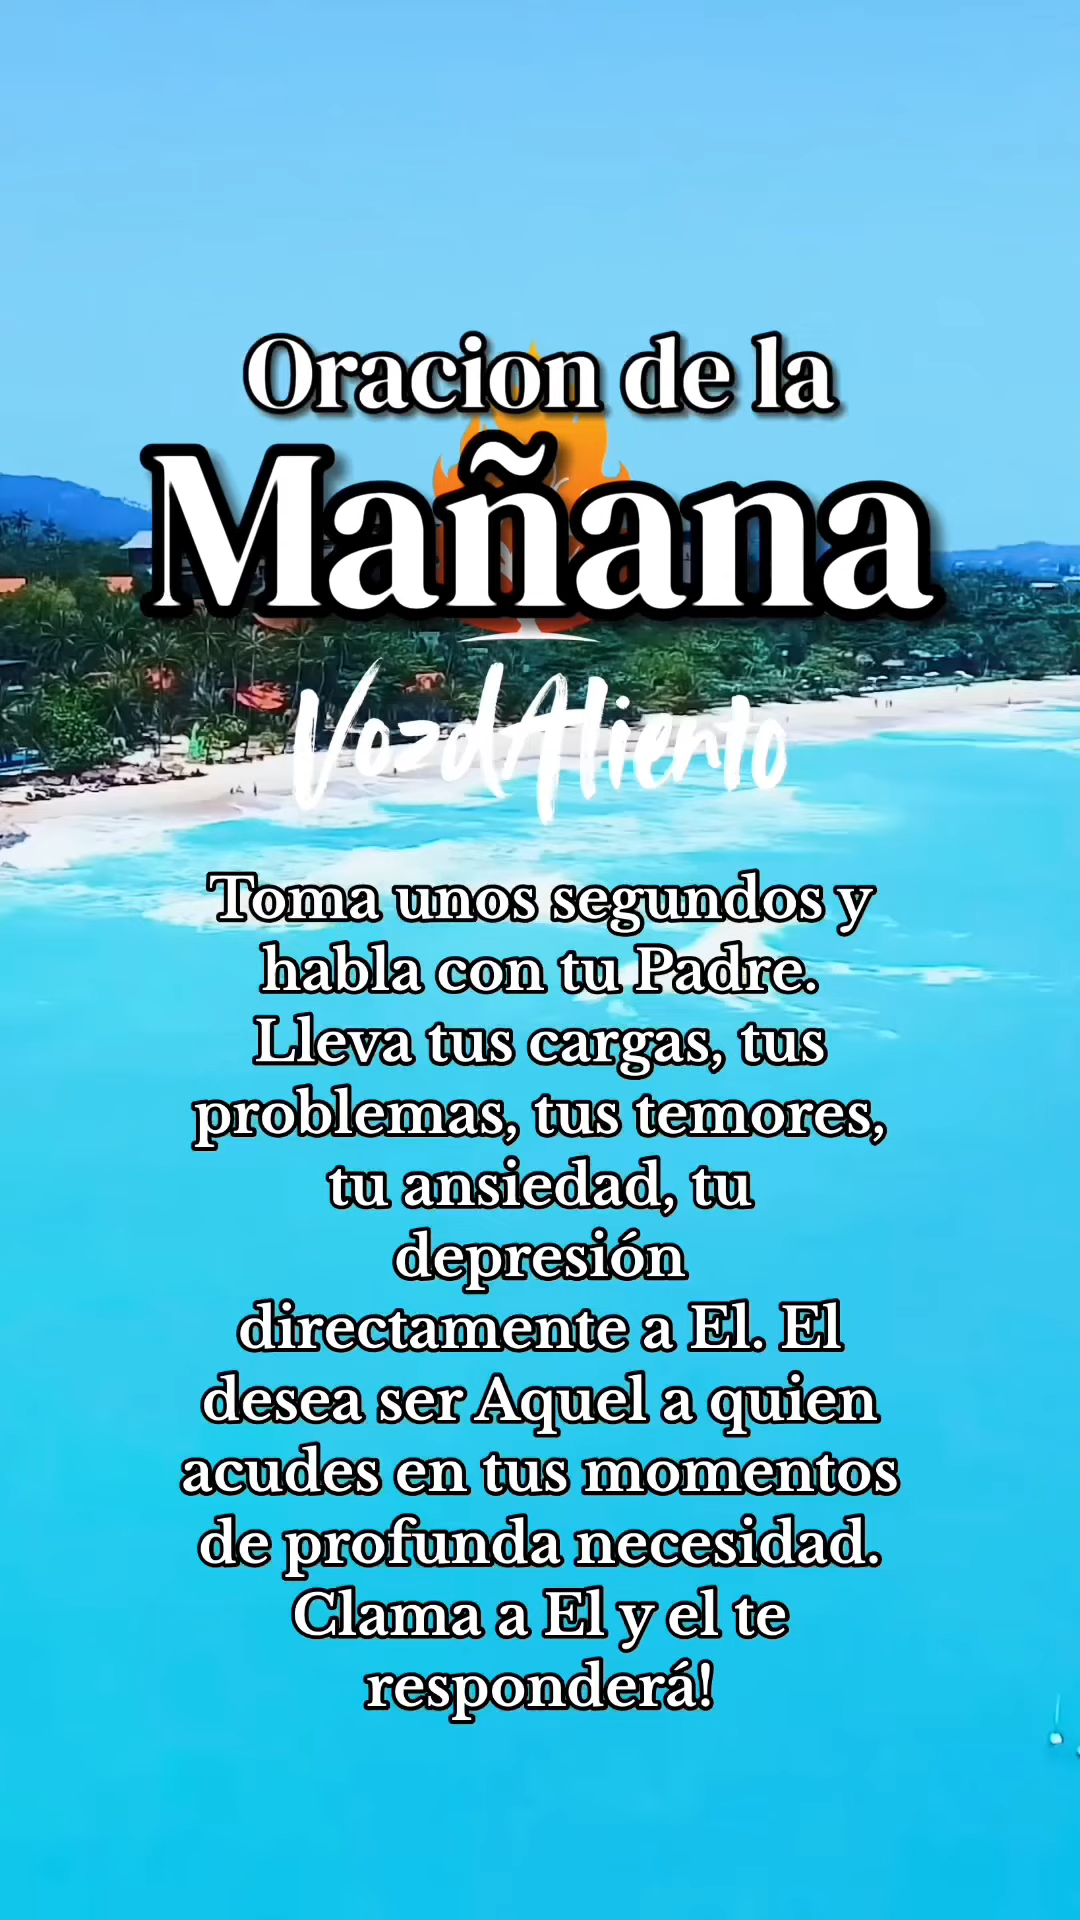 Oracion de la
Mañana
VozdAliento
Toma unos segundos y
habla con tu Padre.
Lleva tus cargas, tus
problemas, tus temores,
tu ansiedad, tu
depresión
directamente a El. El
desea ser Aquel a quien
acudes en tus momentos
de profunda necesidad.
Clama a El y el te
responderá!